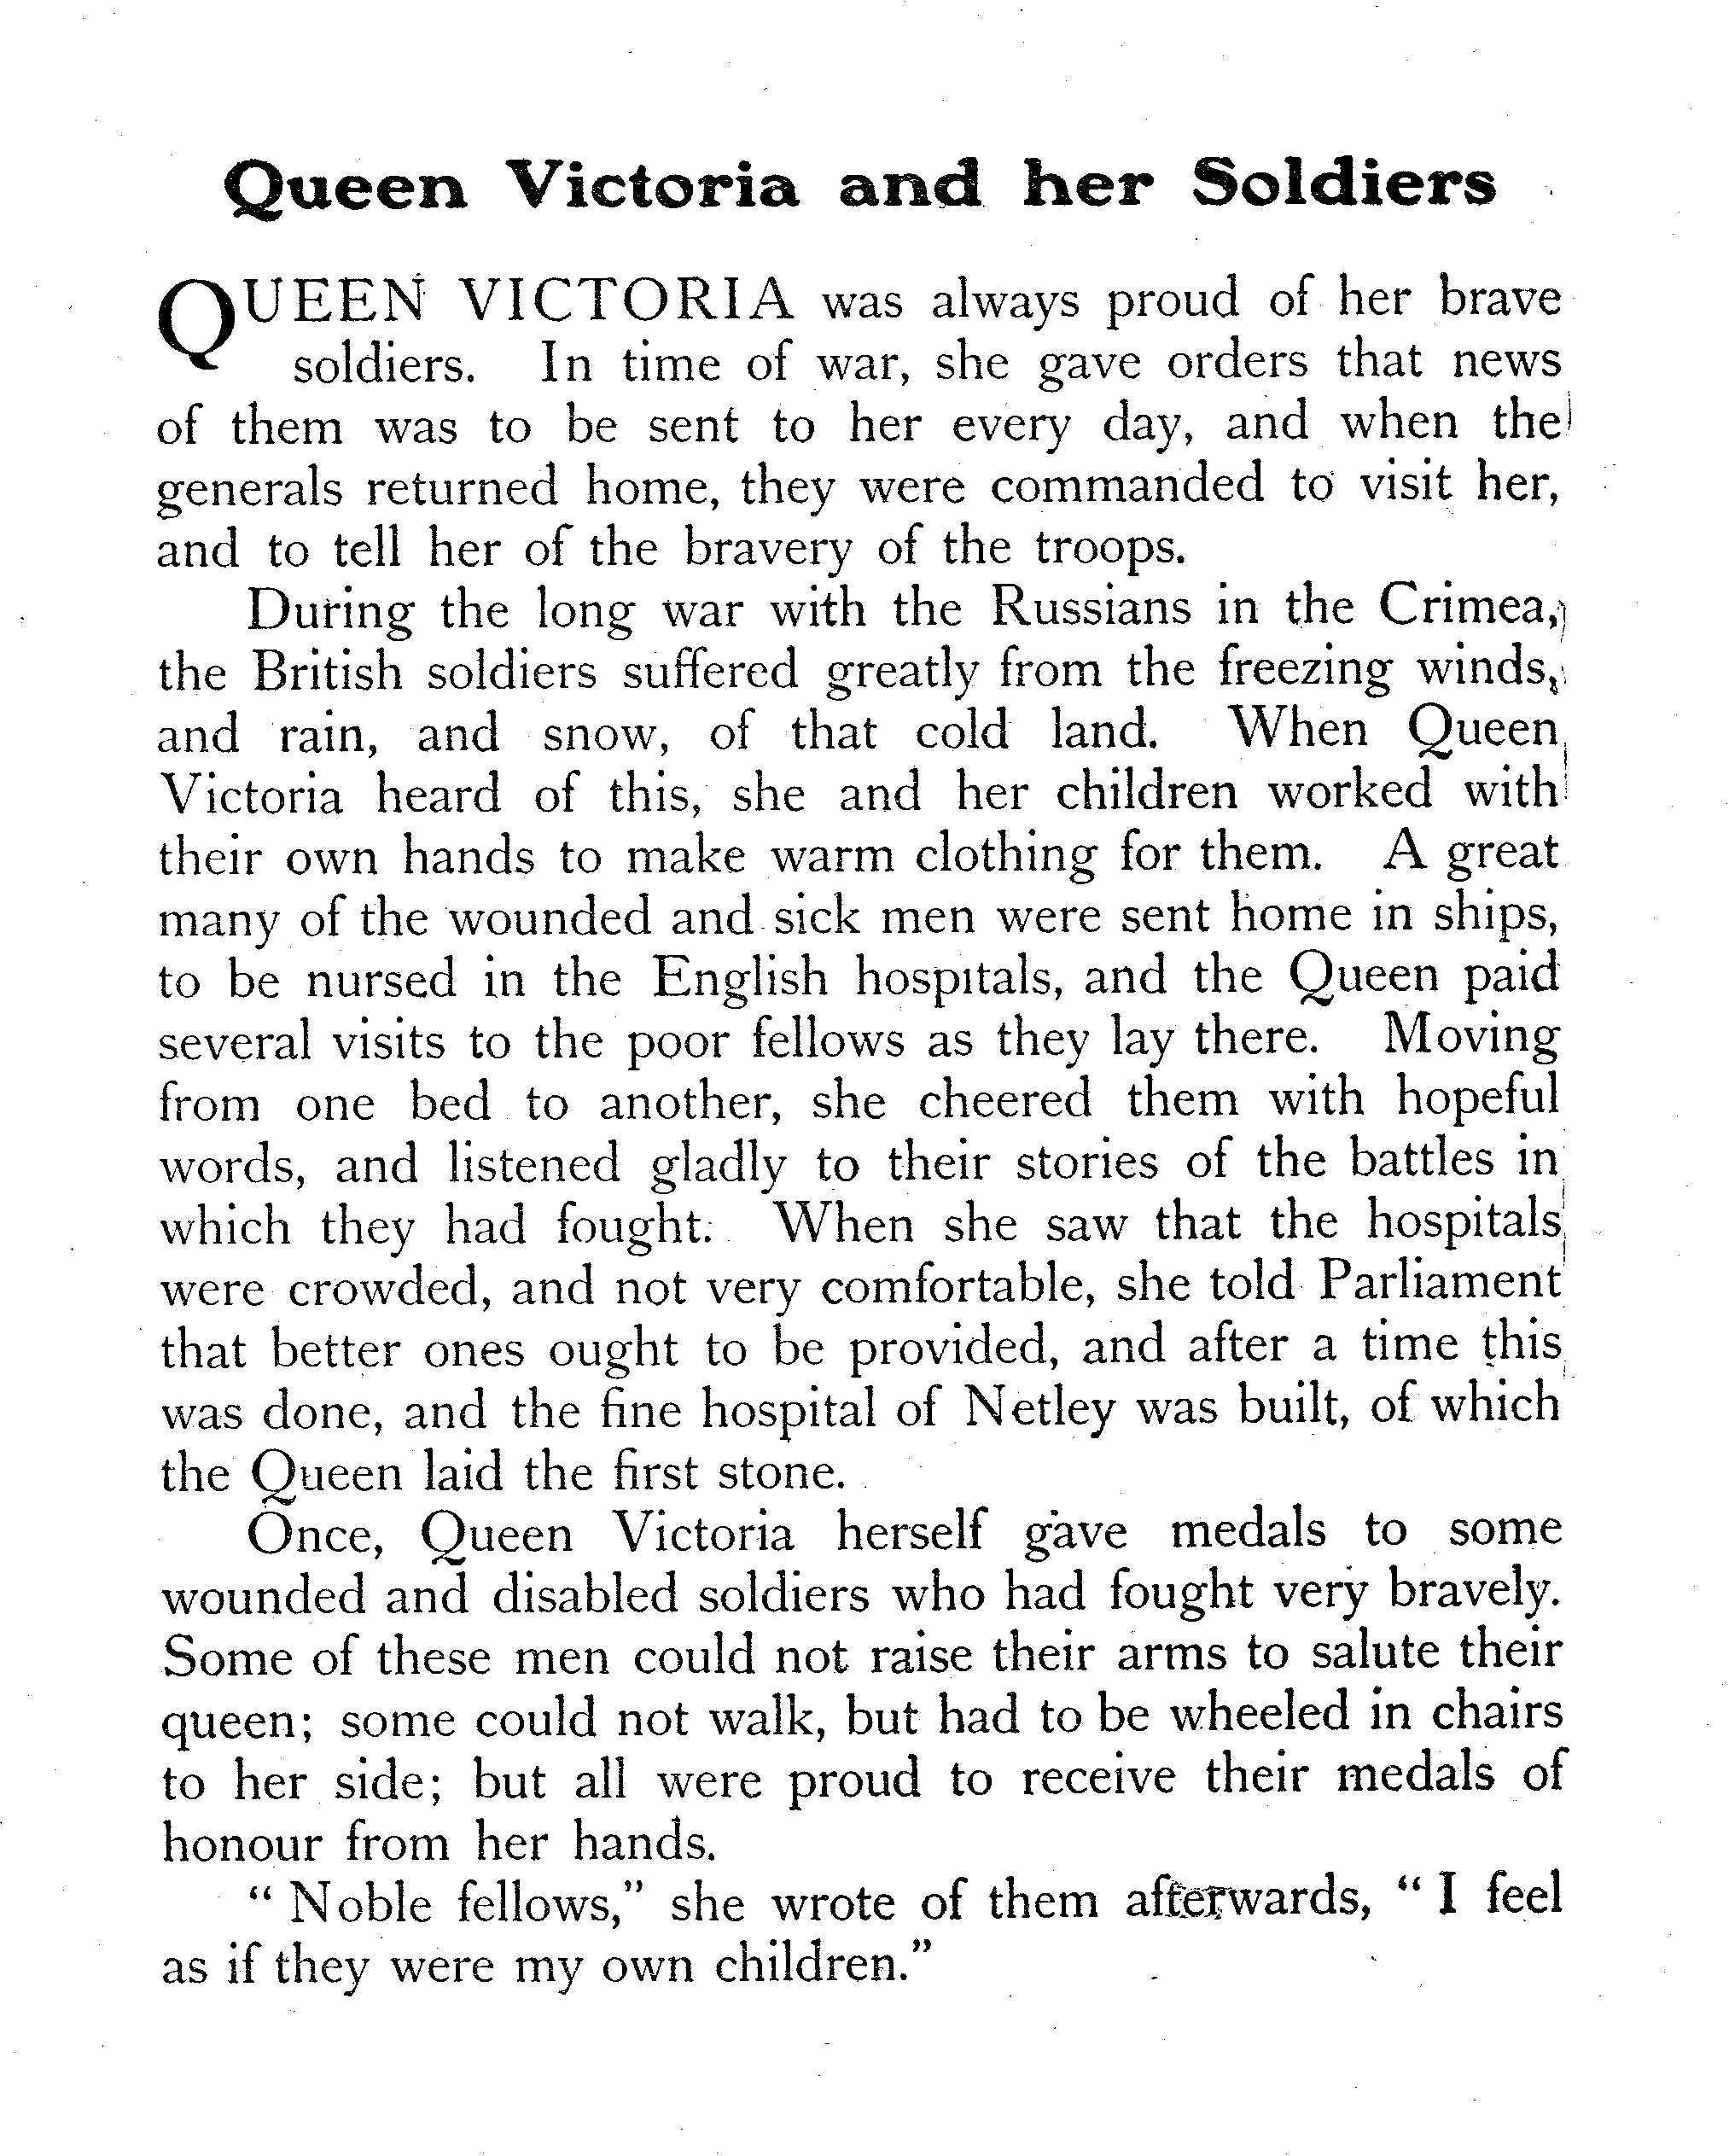 Queen Victoria and her Soldiers
QUEEN VICTORIA was always proud of her brave
soldiers. In time of war, she gave orders that news
of them was to be sent to her every day, and when the
generals returned home, they were commanded to visit her,
and to tell her of the bravery of the troops.
During the long war with the Russians in the Crimea,
the British soldiers suffered greatly from the freezing winds,
and rain, and snow, of that cold land. When Queen
Victoria heard of this, she and her children worked with
their own hands to make warm clothing for them. A great
many of the wounded and sick men were sent home in ships,
to be nursed in the English hospitals, and the Queen paid
several visits to the poor fellows as they lay there. Moving
from one bed to another, she cheered them with hopeful
words, and listened gladly to their stories of the battles in
which they had fought. When she saw that the hospitals
were crowded, and not very comfortable, she told Parliament
that better ones ought to be provided, and after a time this
was done, and the fine hospital of Netley was built, of which
the Queen laid the first stone.
Once, Queen Victoria herself gave medals to some
wounded and disabled soldiers who had fought very bravely.
Some of these men could not raise their arms to salute their
queen; some could not walk, but had to be wheeled in chairs
to her side; but all were proud to receive their medals of
honour from her hands.
“ Noble fellows,” she wrote of them afterwards, “ I feel
as if they were my own children.”